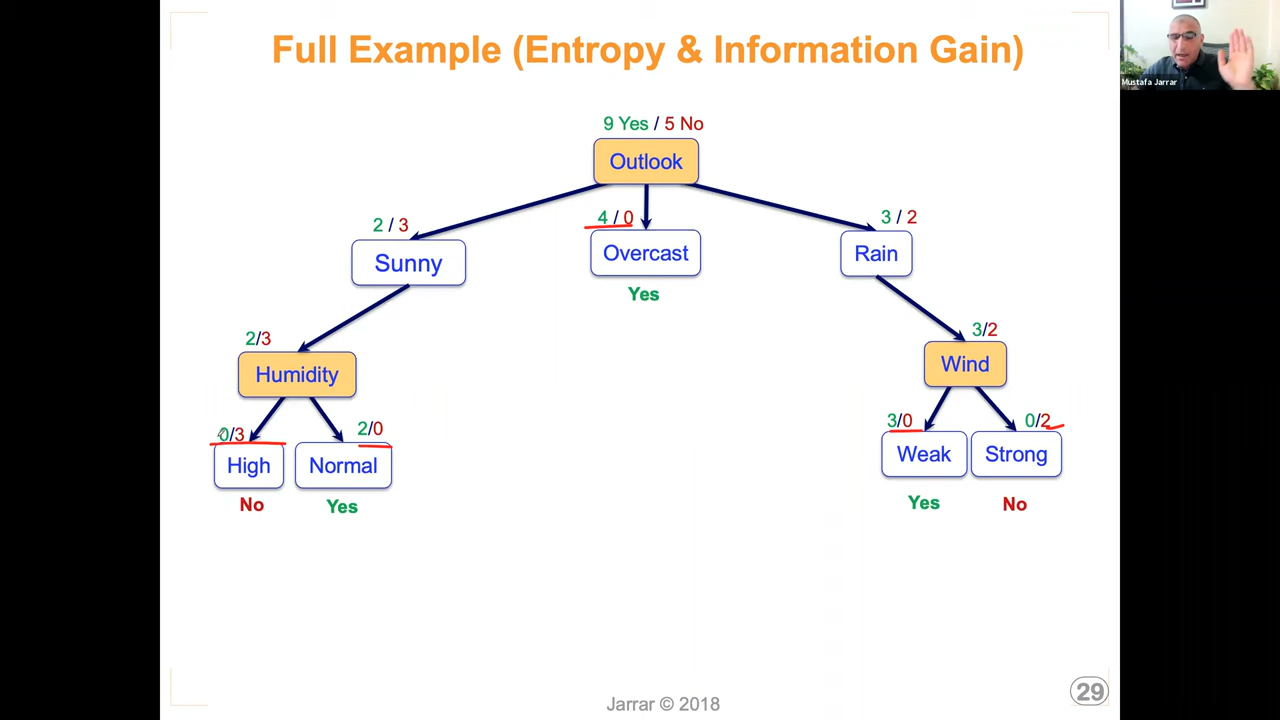 Full Example (Entropy & Information Gain)
Mustafa Jarrar
9 Yes / 5 No
Outlook
2 / 3
4 / 0
3 / 2
Sunny
Overcast
Rain
Yes
2/3
3/2
Humidity
Wind
0/3
2/0
3/0
0/2
High
Normal
Weak
Strong
No
Yes
Yes
No
Jarrar © 2018
29